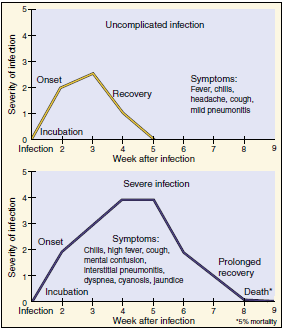 Uncomplicated infection
Severity of infection
5
4
3
2
1
0
Onset
Recovery
Incubation
Symptoms:
Fever, chills,
headache, cough,
mild pneumonitis
Infection 2 3 4 5 6 7 8 9
Week after infection
Severe infection
Severity of infection
5
4
3
2
1
0
Onset
Symptoms:
Chills, high fever, cough,
mental confusion,
interstitial pneumonitis,
dyspnea, cyanosis, jaundice
Prolonged
recovery
Incubation
Death*
Infection 2 3 4 5 6 7 8 9
Week after infection
*5% mortality